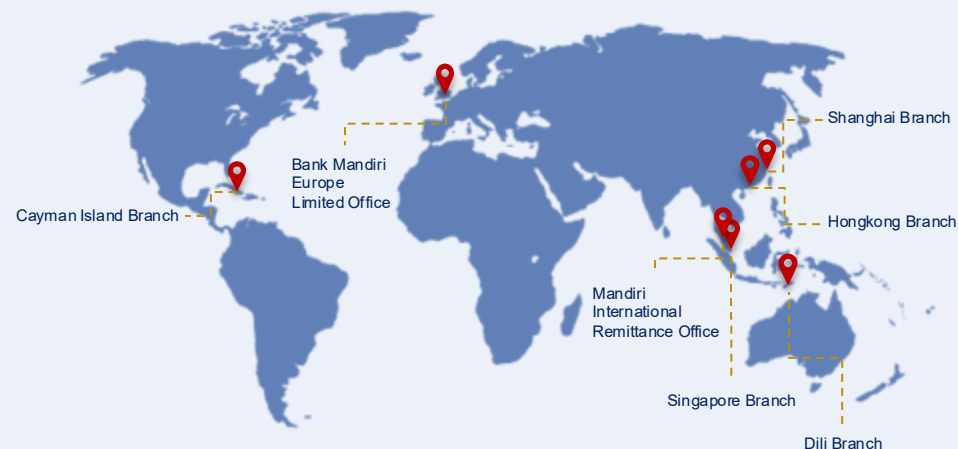 Shanghai Branch
Bank Mandiri
Europe
Limited Office
Cayman Island Branch
Hongkong Branch
Mandiri
International
Remittance Office
Singapore Branch
Dili Branch